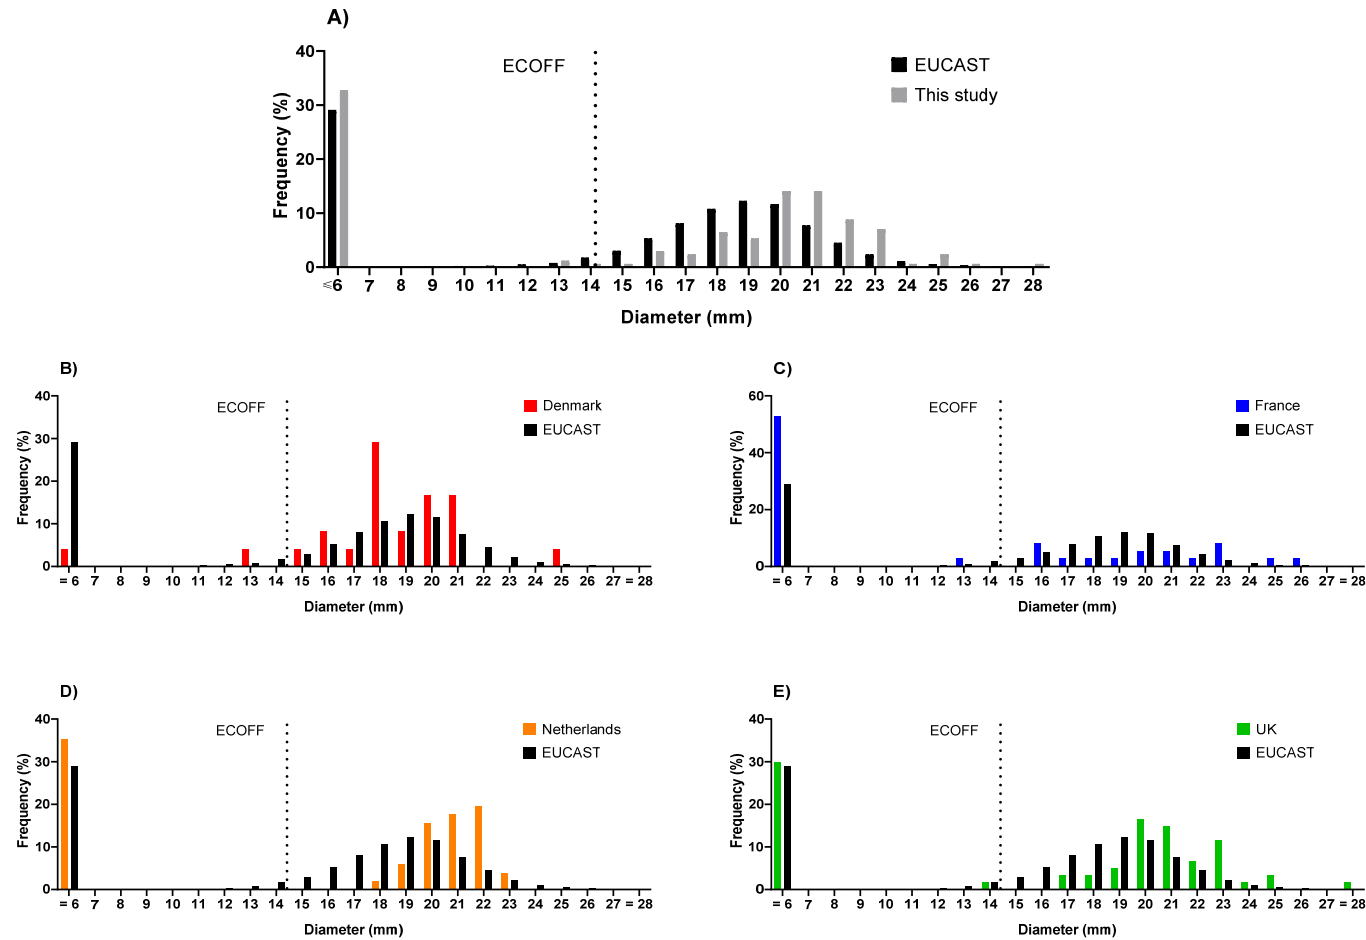 A)
ECOFF
EUCAST
This study
Frequency (%)
40
30
20
10
0
⩽6 7 8 9 10 11 12 13 14 15 16 17 18 19 20 21 22 23 24 25 26 27 28
Diameter (mm)
B)
ECOFF
Denmark
EUCAST
Frequency (%)
40
30
20
10
0
= 6 7 8 9 10 11 12 13 14 15 16 17 18 19 20 21 22 23 24 25 26 27 = 28
Diameter (mm)
C)
ECOFF
France
EUCAST
Frequency (%)
60
40
20
0
= 6 7 8 9 10 11 12 13 14 15 16 17 18 19 20 21 22 23 24 25 26 27 = 28
Diameter (mm)
D)
ECOFF
Netherlands
EUCAST
Frequency (%)
40
30
20
10
0
= 6 7 8 9 10 11 12 13 14 15 16 17 18 19 20 21 22 23 24 25 26 27 = 28
Diameter (mm)
E)
ECOFF
UK
EUCAST
Frequency (%)
40
30
20
10
0
= 6 7 8 9 10 11 12 13 14 15 16 17 18 19 20 21 22 23 24 25 26 27 = 28
Diameter (mm)